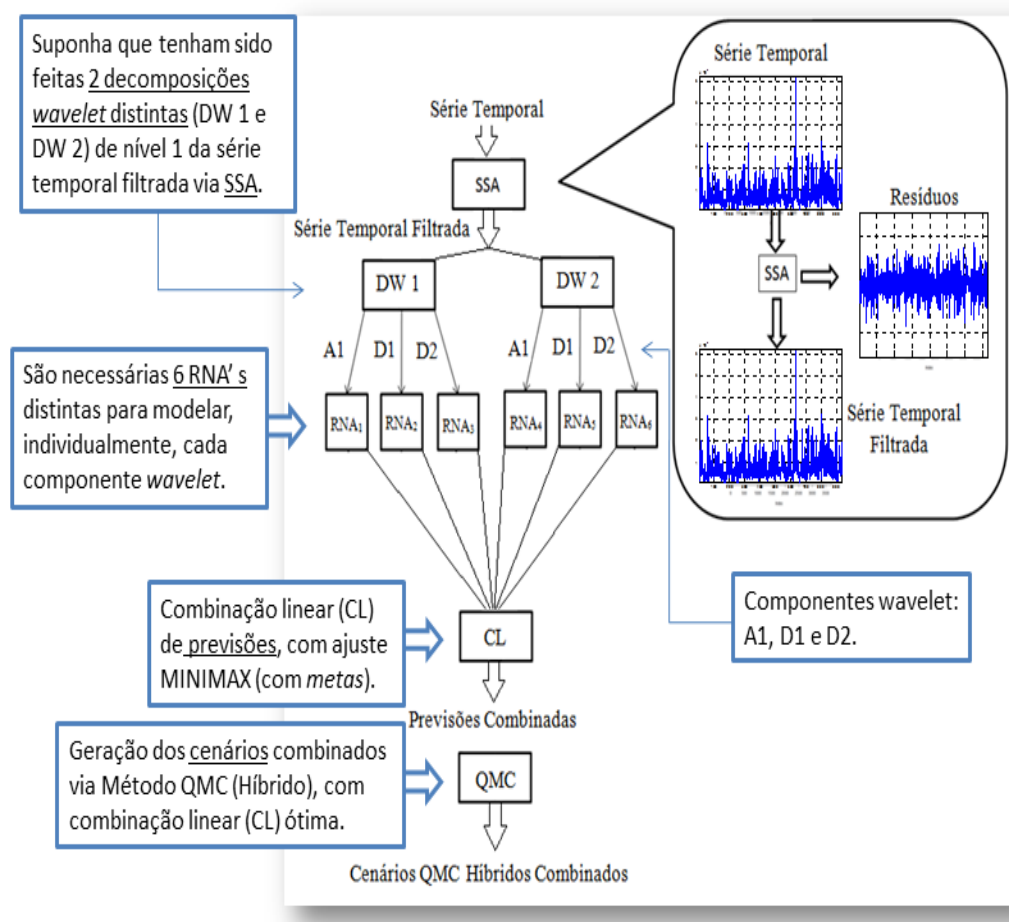 Suponha que tenham sido
feitas 2 decomposições
wavelet distintas (DW 1 e
DW 2) de nível 1 da série
temporal filtrada via SSA.
Série Temporal
SSA
Série Temporal Filtrada
DW 1
DW 2
A1
D1
D2
A1
D1
D2
RNA₁
RNA₂
RNA₃
RNA₄
RNA₅
RNA₆
São necessárias 6 RNA' s
distintas para modelar,
individualmente, cada
componente wavelet.
Série Temporal
Resíduos
SSA
Série Temporal
Filtrada
Componentes wavelet:
A1, D1 e D2.
Combinação linear (CL)
de previsões, com ajuste
MINIMAX (com metas).
CL
Previsões Combinadas
Geração dos cenários combinados
via Método QMC (Híbrido), com
combinação linear (CL) ótima.
QMC
Cenários QMC Híbridos Combinados